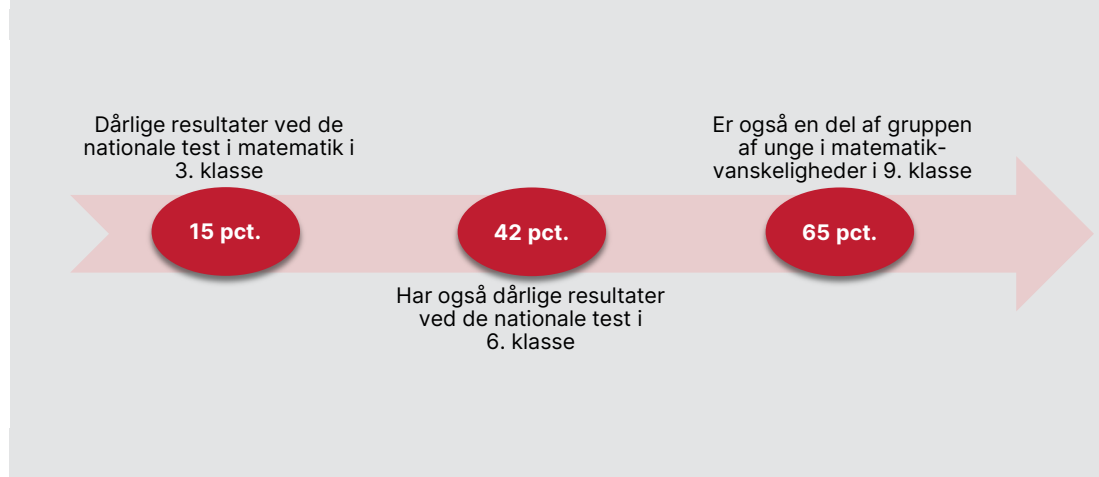 Dårlige resultater ved de
nationale test i matematik i
3. klasse
15 pct.
42 pct.
Har også dårlige resultater
ved de nationale test i
6. klasse
Er også en del af gruppen
af unge i matematik-
vanskeligheder i 9. klasse
65 pct.